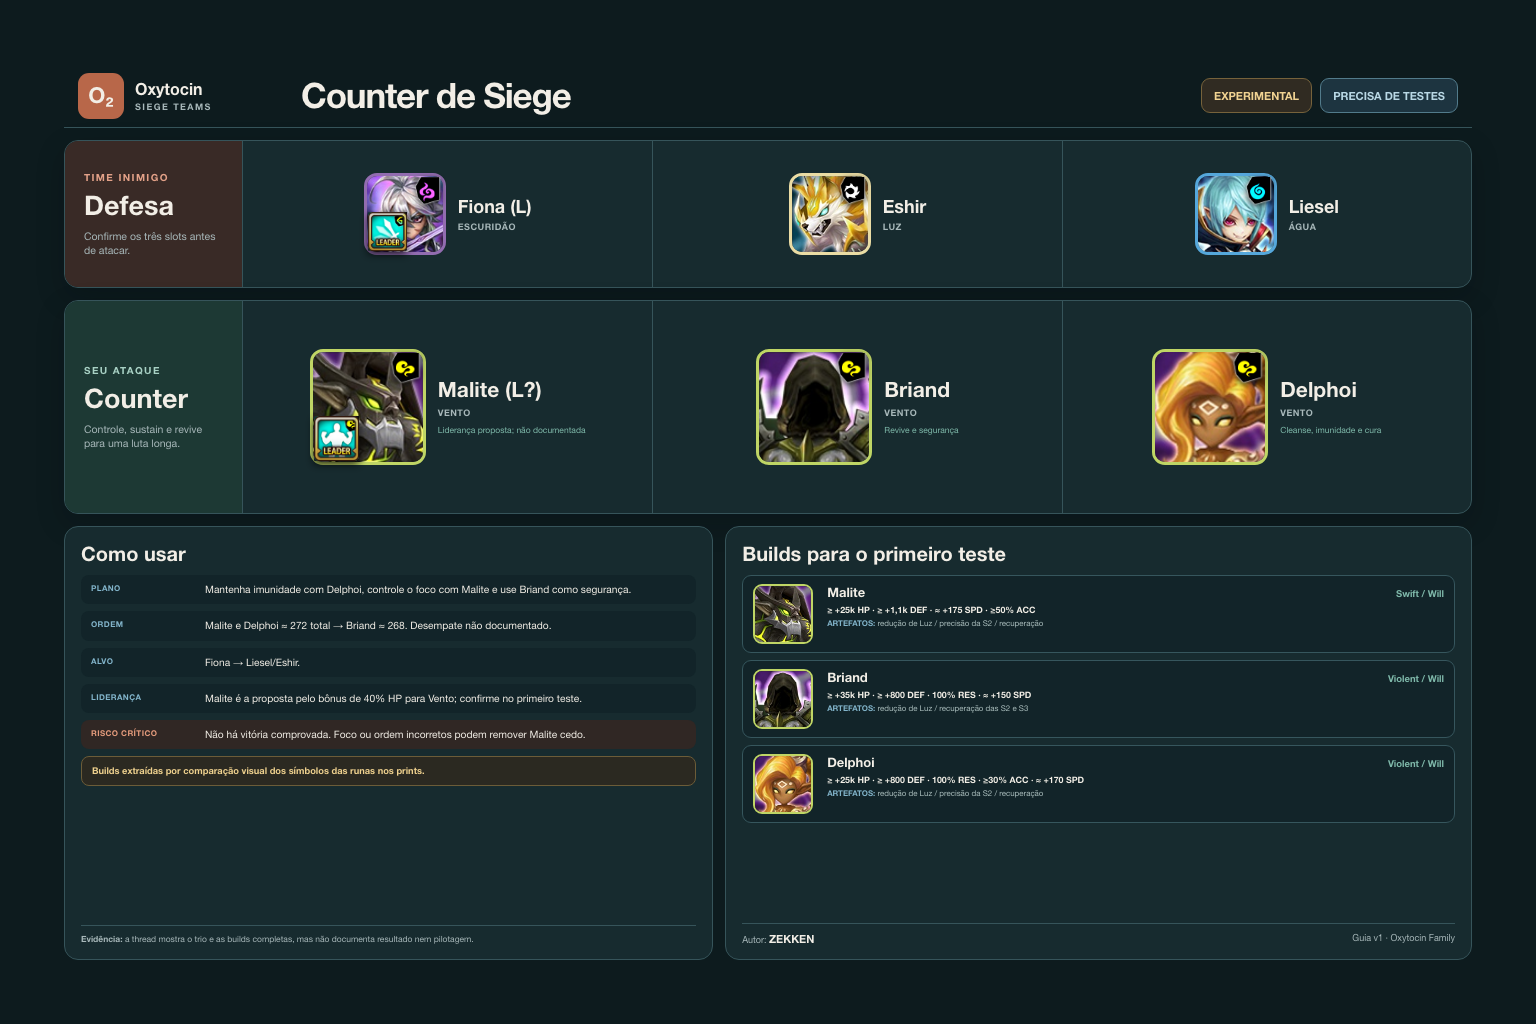 O₂
Oxytocin
SIEGE TEAMS
Counter de Siege
EXPERIMENTAL
PRECISA DE TESTES
TIME INIMIGO
Defesa
Confirme os três slots antes
de atacar.
LEADER
Fiona (L)
ESCURIDÃO
Eshir
LUZ
Liesel
ÁGUA
SEU ATAQUE
Counter
Controle, sustain e revive
para uma luta longa.
LEADER
Malite (L?)
VENTO
Liderança proposta; não documentada
Briand
VENTO
Revive e segurança
Delphoi
VENTO
Cleanse, imunidade e cura
Como usar
PLANO
Mantenha imunidade com Delphoi, controle o foco com Malite e use Briand como segurança.
ORDEM
Malite e Delphoi ≈ 272 total → Briand ≈ 268. Desempate não documentado.
ALVO
Fiona → Liesel/Eshir.
LIDERANÇA
Malite é a proposta pelo bônus de 40% HP para Vento; confirme no primeiro teste.
RISCO CRÍTICO
Não há vitória comprovada. Foco ou ordem incorretos podem remover Malite cedo.
Builds extraídas por comparação visual dos símbolos das runas nos prints.
Evidência: a thread mostra o trio e as builds completas, mas não documenta resultado nem pilotagem.
Builds para o primeiro teste
Malite
Swift / Will
≥ +25k HP · ≥ +1,1k DEF · ≈ +175 SPD · ≥50% ACC
ARTEFATOS: redução de Luz / precisão da S2 / recuperação
Briand
Violent / Will
≥ +35k HP · ≥ +800 DEF · 100% RES · ≈ +150 SPD
ARTEFATOS: redução de Luz / recuperação das S2 e S3
Delphoi
Violent / Will
≥ +25k HP · ≥ +800 DEF · 100% RES · ≥30% ACC · ≈ +170 SPD
ARTEFATOS: redução de Luz / precisão da S2 / recuperação
Autor: ZEKKEN
Guia v1 · Oxytocin Family